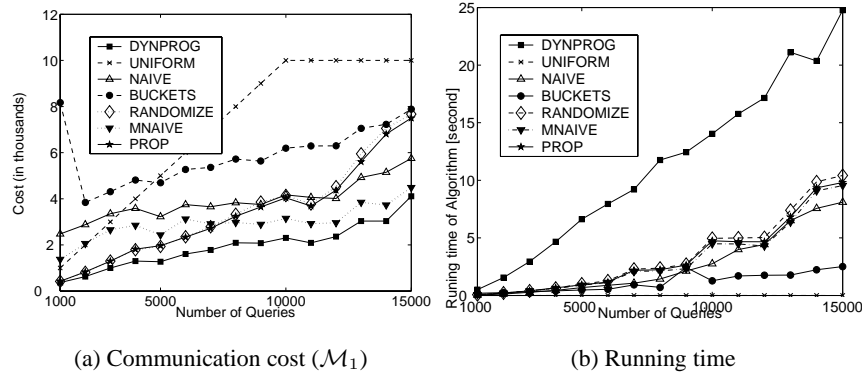 12
10
8
6
4
2
0
Cost (in thousands)
DYNPROG
UNIFORM
NAIVE
BUCKETS
RANDOMIZE
MNAIVE
PROP
1000
5000
10000
15000
Number of Queries
(a) Communication cost (M₁)
25
20
15
10
5
0
Runing time of Algorithm [second]
DYNPROG
UNIFORM
NAIVE
BUCKETS
RANDOMIZE
MNAIVE
PROP
1000
5000
10000
15000
Number of Queries
(b) Running time